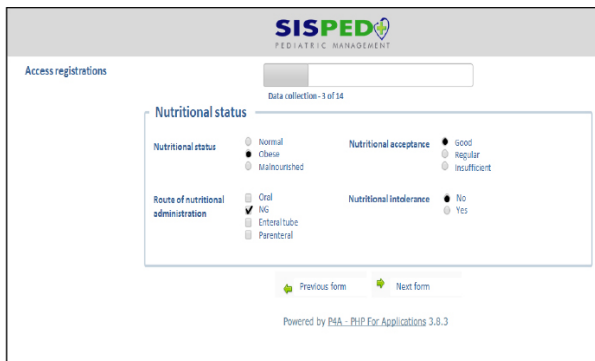 SISPED
PEDIATRIC MANAGEMENT
Access registrations
Data collection - 3 of 14
Nutritional status
Nutritional status
Normal
Obese
Malnourished
Nutritional acceptance
Good
Regular
Insufficient
Route of nutritional
administration
Oral
NG
Enteral tube
Parenteral
Nutritional intolerance
No
Yes
Previous form
Next form
Powered by P4A - PHP For Applications 3.8.3